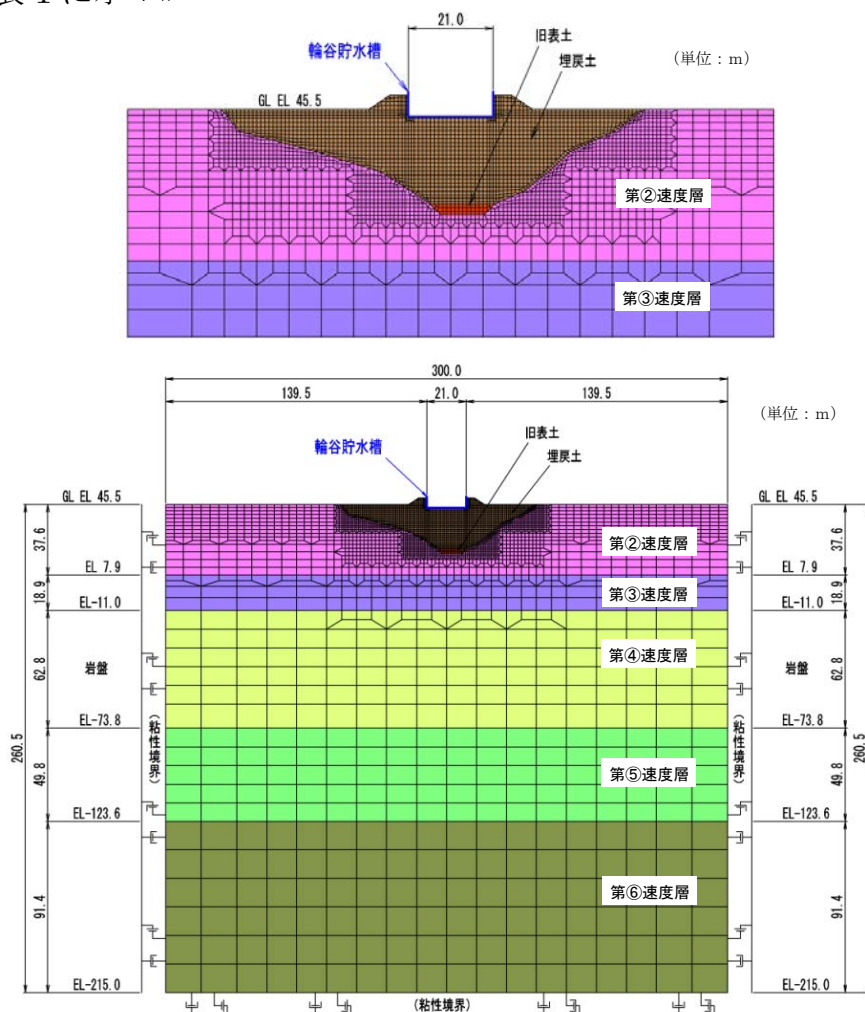 21.0
旧表土
(単位：m)
輪谷貯水槽
埋戻土
GL EL 45.5
第②速度層
第③速度層
300.0
139.5 21.0 139.5
(単位：m)
旧表土
輪谷貯水槽
埋戻土
GL EL 45.5
GL EL 45.5
37.6
第②速度層
37.6
EL 7.9
EL 7.9
18.9
第③速度層
18.9
EL-11.0
EL-11.0
62.8
岩盤
第④速度層
岩盤
62.8
EL-73.8
EL-73.8
260.5
(粘性境界)
(粘性境界)
260.5
49.8
第⑤速度層
49.8
EL-123.6
EL-123.6
91.4
第⑥速度層
91.4
EL-215.0
EL-215.0
(粘性境界)